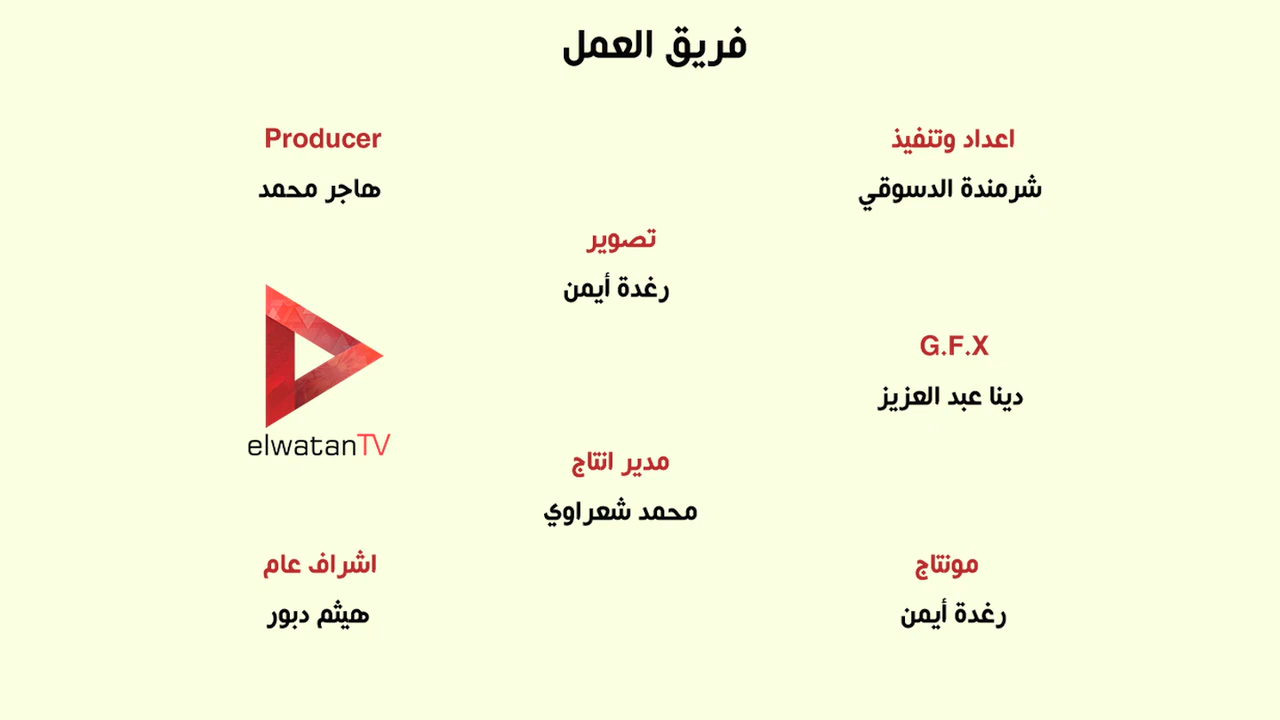 فريق العمل
اعداد وتنفيذ
شرمندة الدسوقي
Producer
هاجر محمد
تصوير
رغدة أيمن
G.F.X
دينا عبد العزيز
elwatanTV
مدير انتاج
محمد شعراوي
مونتاج
رغدة أيمن
اشراف عام
هيثم دبور